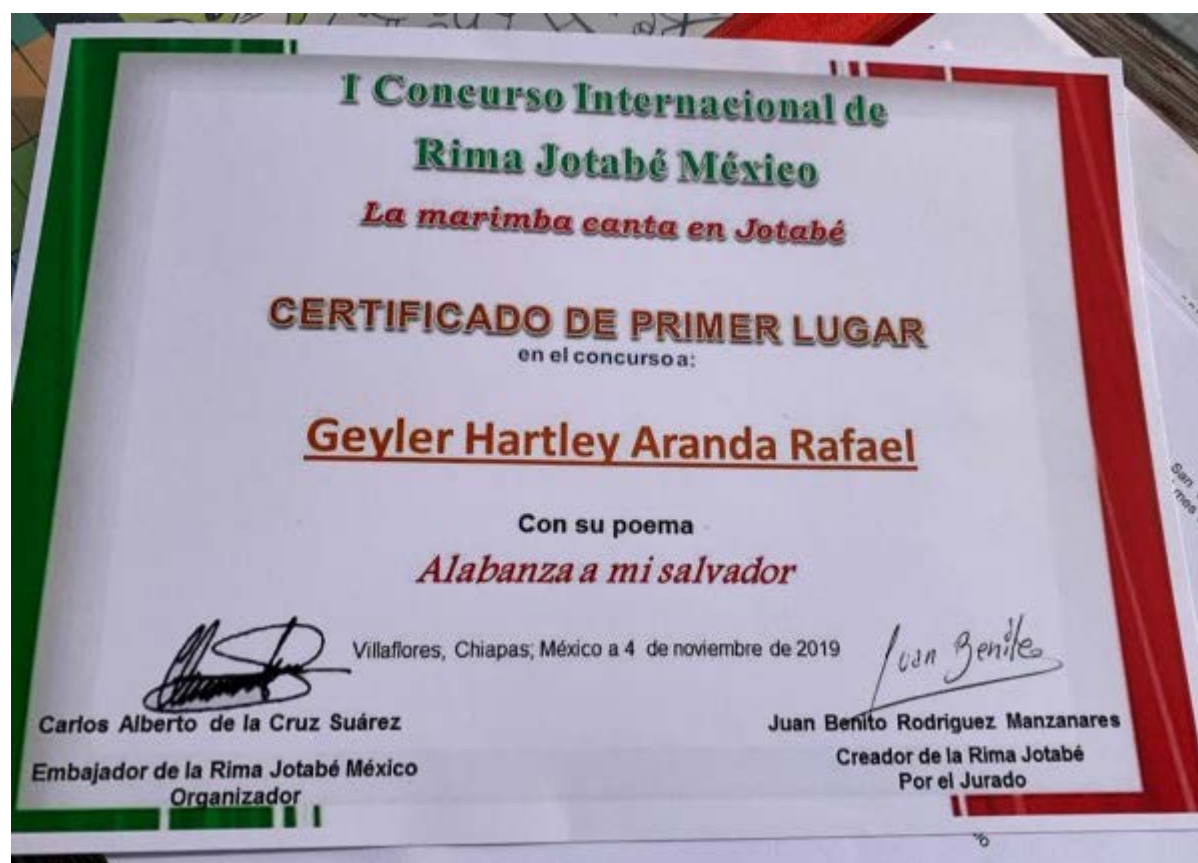 I Concurso Internacional de
Rima Jotabé México
La marimba canta en Jotabé
CERTIFICADO DE PRIMER LUGAR
en el concurso a:
Geyler Hartley Aranda Rafael
Con su poema
Alabanza a mi salvador
Villaflores, Chiapas; México a 4 de noviembre de 2019
Juan Benito
Carlos Alberto de la Cruz Suárez
Juan Benito Rodriguez Manzanares
Embajador de la Rima Jotabé México
Organizador
Creador de la Rima Jotabé
Por el Jurado
San